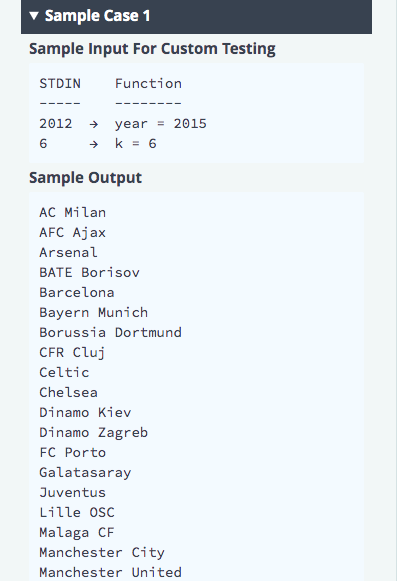 ▼ Sample Case 1
Sample Input For Custom Testing
STDIN    Function
-----    --------
2012  →  year = 2015
6     →  k = 6
Sample Output
AC Milan
AFC Ajax
Arsenal
BATE Borisov
Barcelona
Bayern Munich
Borussia Dortmund
CFR Cluj
Celtic
Chelsea
Dinamo Kiev
Dinamo Zagreb
FC Porto
Galatasaray
Juventus
Lille OSC
Malaga CF
Manchester City
Manchester United